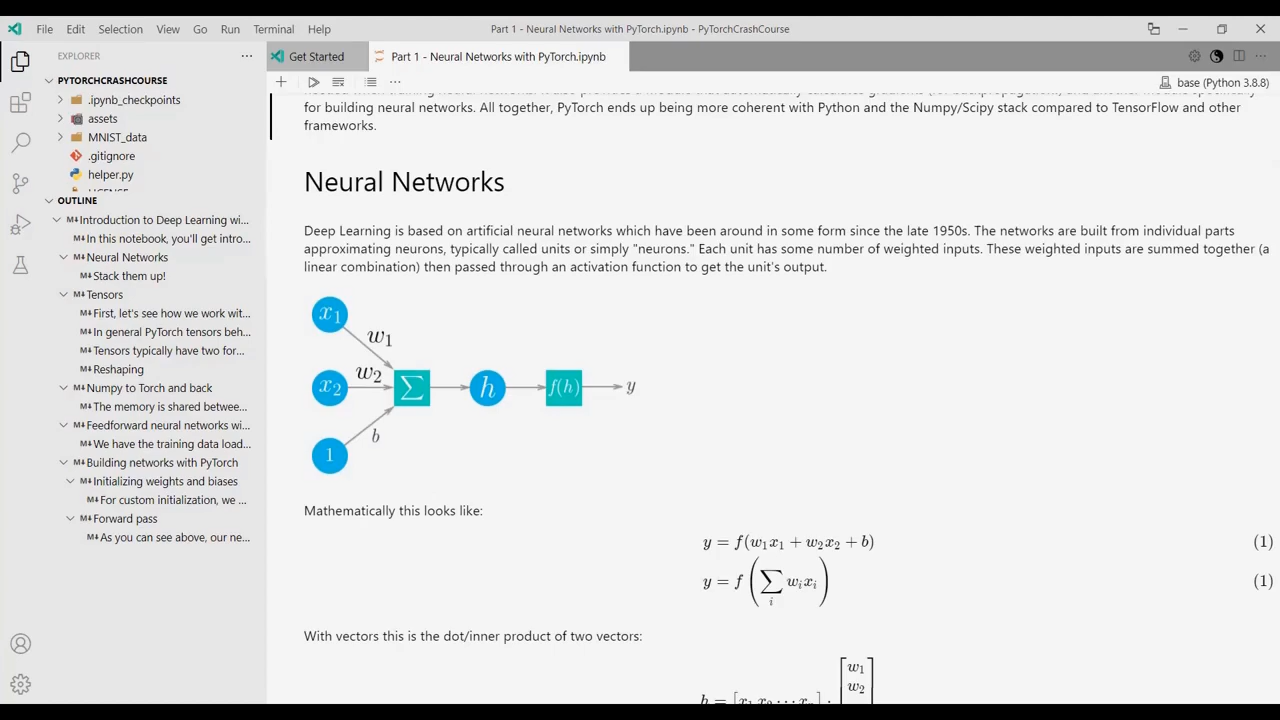 File Edit Selection View Go Run Terminal Help
Part 1 - Neural Networks with PyTorch.ipynb - PyTorchCrashCourse
EXPLORER
PYTORCHCRASHCOURSE
.ipynb_checkpoints
assets
MNIST_data
.gitignore
helper.py
OUTLINE
M↓Introduction to Deep Learning wi...
M↓In this notebook, you'll get intro...
M↓Neural Networks
M↓Stack them up!
M↓Tensors
M↓First, let's see how we work wit...
M↓In general PyTorch tensors beh...
M↓Tensors typically have two for...
M↓Reshaping
M↓Numpy to Torch and back
M↓The memory is shared betwee...
M↓Feedforward neural networks wi...
M↓We have the training data load...
M↓Building networks with PyTorch
M↓Initializing weights and biases
M↓For custom initialization, we ...
M↓Forward pass
M↓As you can see above, our ne...
Get Started
Part 1 - Neural Networks with PyTorch.ipynb
base (Python 3.8.8)
for building neural networks. All together, PyTorch ends up being more coherent with Python and the Numpy/Scipy stack compared to TensorFlow and other
frameworks.
Neural Networks
Deep Learning is based on artificial neural networks which have been around in some form since the late 1950s. The networks are built from individual parts
approximating neurons, typically called units or simply "neurons." Each unit has some number of weighted inputs. These weighted inputs are summed together (a
linear combination) then passed through an activation function to get the unit's output.
x₁
w₁
x₂ w₂ ∑ h f(h) y
b
1
Mathematically this looks like:
y = f(w₁x₁ + w₂x₂ + b) (1)
y = f(∑ᵢ wᵢxᵢ) (1)
With vectors this is the dot/inner product of two vectors:
w₁
w₂